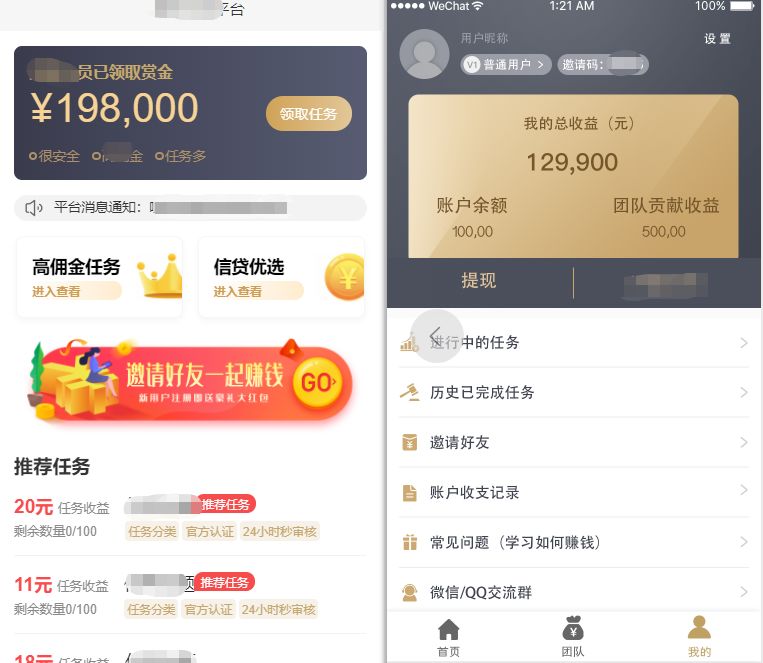 平台
员已领取赏金
¥198,000
领取任务
很安全
金
任务多
平台消息通知：
高佣金任务
进入查看
信贷优选
进入查看
邀请好友一起赚钱
新用户注册即送豪礼大红包
GO
推荐任务
20元 任务收益
推荐任务
剩余数量0/100
任务分类 官方认证 24小时秒审核
11元 任务收益
题 推荐任务
剩余数量0/100
任务分类 官方认证 24小时秒审核
18元 任务收益
WeChat
1:21 AM
100%
用户昵称
设置
V1 普通用户
邀请码：
我的总收益（元）
129,900
账户余额
团队贡献收益
100,00
500,00
提现
进行中的任务
历史已完成任务
邀请好友
账户收支记录
常见问题（学习如何赚钱）
微信/QQ交流群
首页
团队
我的